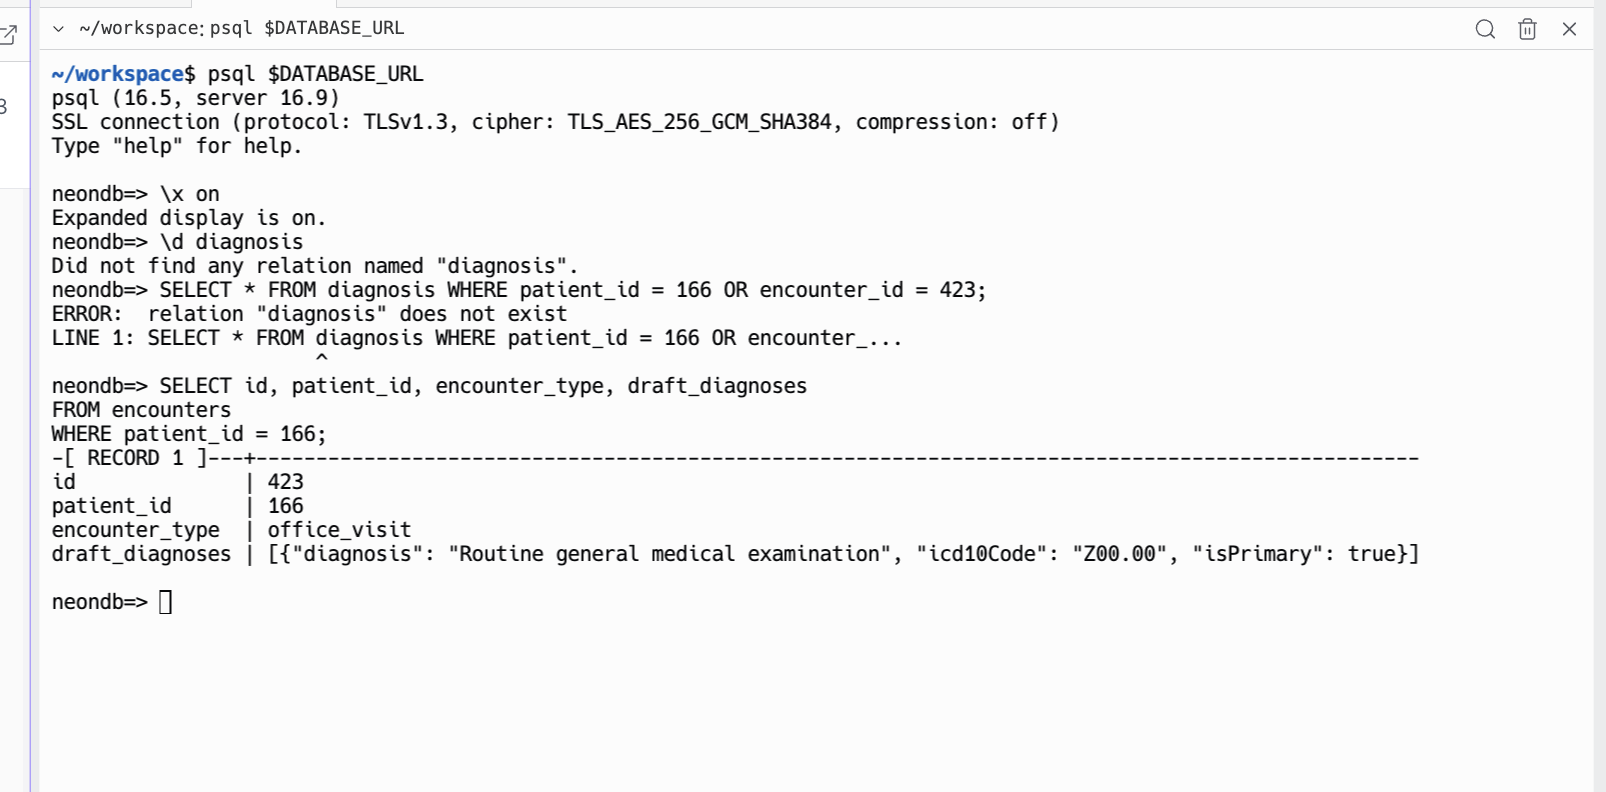 ~/workspace: psql $DATABASE_URL
3
~/workspace$ psql $DATABASE_URL
psql (16.5, server 16.9)
SSL connection (protocol: TLSv1.3, cipher: TLS_AES_256_GCM_SHA384, compression: off)
Type "help" for help.
neondb=> \x on
Expanded display is on.
neondb=> \d diagnosis
Did not find any relation named "diagnosis".
neondb=> SELECT * FROM diagnosis WHERE patient_id = 166 OR encounter_id = 423;
ERROR:  relation "diagnosis" does not exist
LINE 1: SELECT * FROM diagnosis WHERE patient_id = 166 OR encounter_...
                      ^
neondb=> SELECT id, patient_id, encounter_type, draft_diagnoses
FROM encounters
WHERE patient_id = 166;
-[ RECORD 1 ]---+-------------------------------------------------------------------------------------------------
id              | 423
patient_id      | 166
encounter_type  | office_visit
draft_diagnoses | [{"diagnosis": "Routine general medical examination", "icd10Code": "Z00.00", "isPrimary": true}]
neondb=>